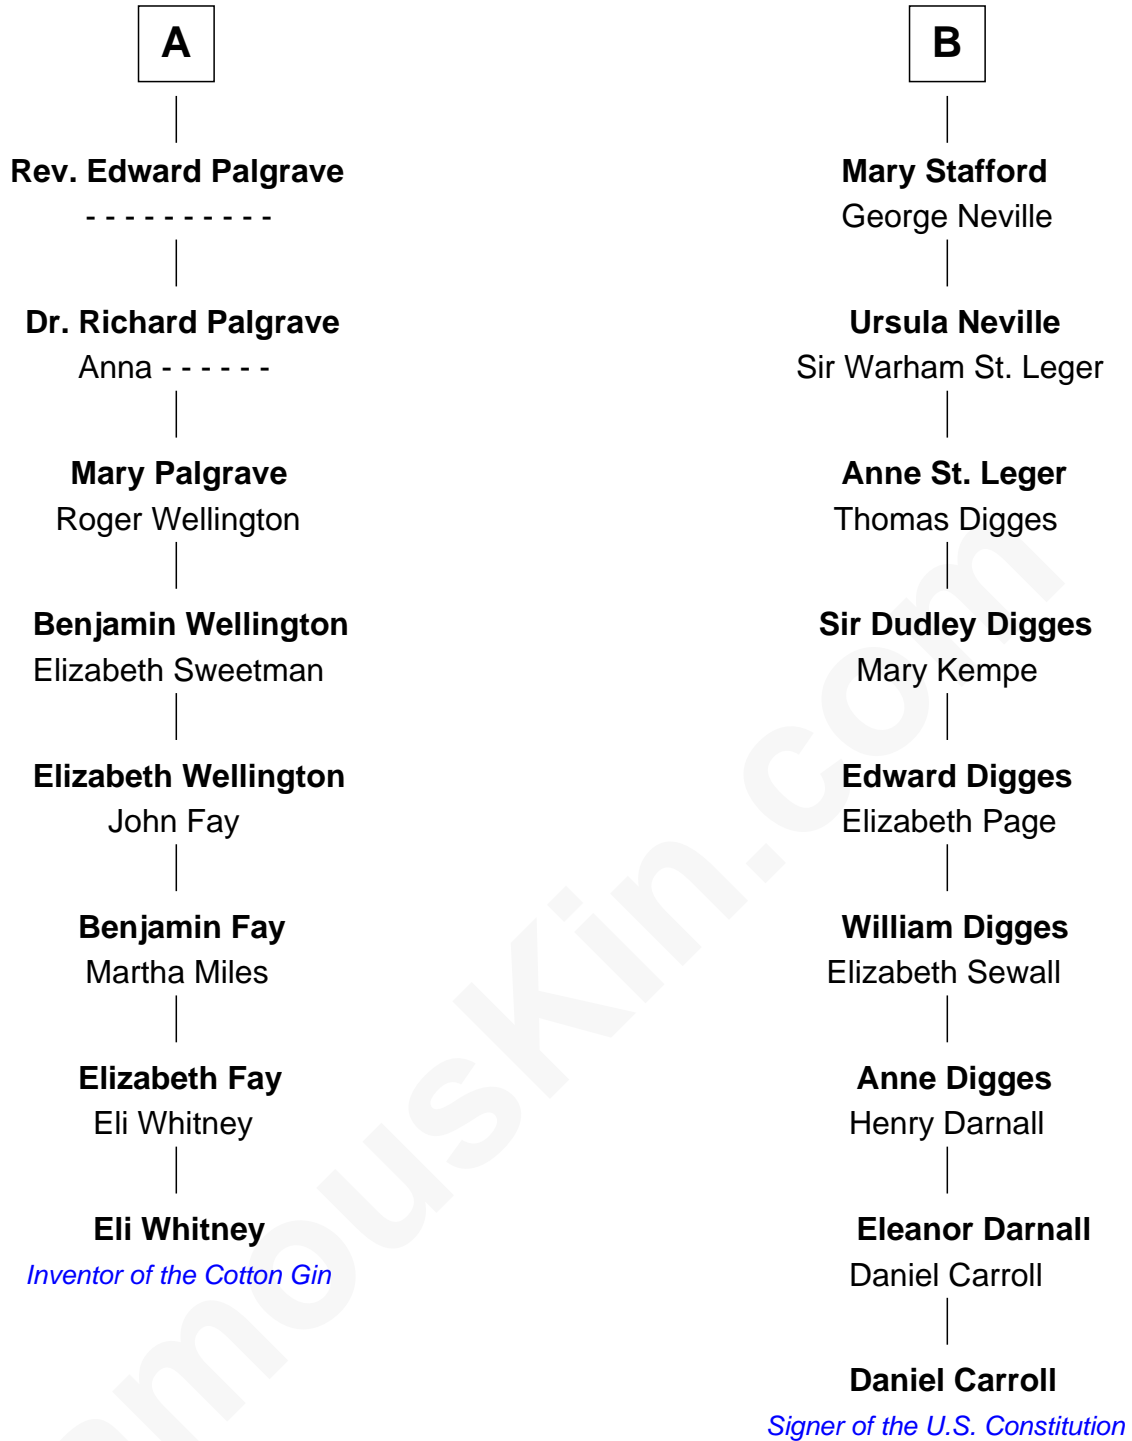 A
Rev. Edward Palgrave
- - - - - - - - - -
Dr. Richard Palgrave
Anna - - - - - -
Mary Palgrave
Roger Wellington
Benjamin Wellington
Elizabeth Sweetman
Elizabeth Wellington
John Fay
Benjamin Fay
Martha Miles
Elizabeth Fay
Eli Whitney
Eli Whitney
Inventor of the Cotton Gin
B
Mary Stafford
George Neville
Ursula Neville
Sir Warham St. Leger
Anne St. Leger
Thomas Digges
Sir Dudley Digges
Mary Kempe
Edward Digges
Elizabeth Page
William Digges
Elizabeth Sewall
Anne Digges
Henry Darnall
Eleanor Darnall
Daniel Carroll
Daniel Carroll
Signer of the U.S. Constitution
amousKin.com